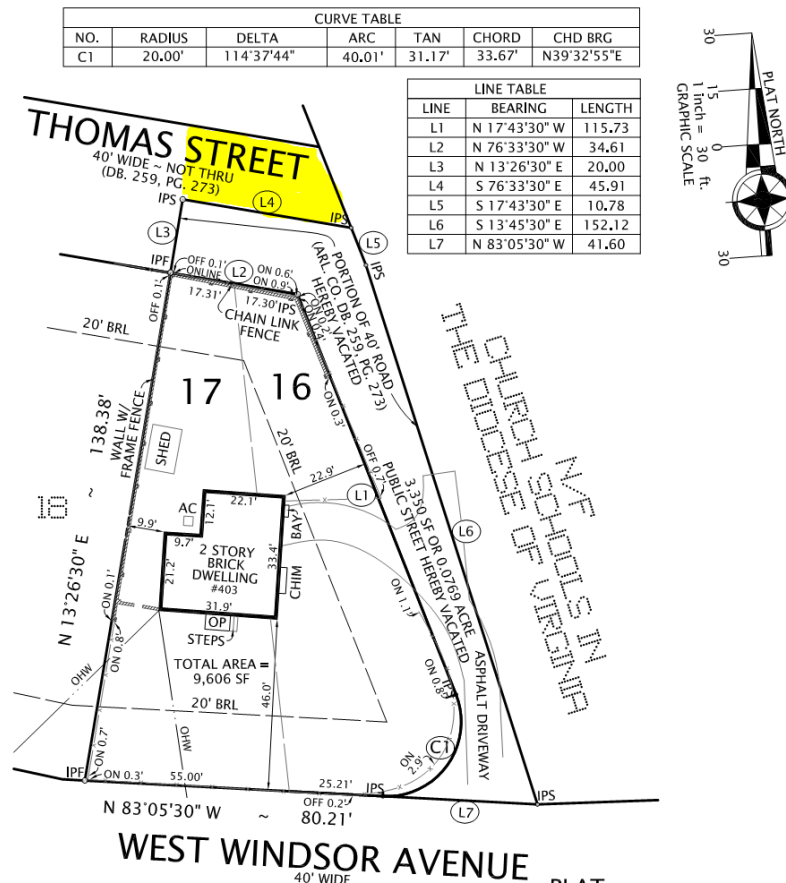 CURVE TABLE
NO. RADIUS DELTA ARC TAN CHORD CHD BRG
C1 20.00' 114°37'44" 40.01' 31.17' 33.67' N39°32'55"E
LINE TABLE
LINE BEARING LENGTH
L1 N 17°43'30" W 115.73
L2 N 76°33'30" W 34.61
L3 N 13°26'30" E 20.00
L4 S 76°33'30" E 45.91
L5 S 17°43'30" E 10.78
L6 S 13°45'30" E 152.12
L7 N 83°05'30" W 41.60
30
15
0
30
GRAPHIC SCALE
1 inch = 30 ft.
PLAT NORTH
THOMAS STREET
40' WIDE ~ NOT THRU
(DB. 259, PG. 273)
IPS
L4
IPS
L3
L5
IPS
IPF
OFF 0.1'
ONLINE
L2
ON 0.6'
ON 0.9'
17.31'
17.30'
IPS
ON 0.2'
ON 0.4'
OFF 0.1'
CHAIN LINK
FENCE
PORTION OF 40' ROAD
(ARL. CO. DB. 259, PG. 273)
HEREBY VACATED
20' BRL
17
16
ON 0.3'
138.38'
WALL W/
FRAME FENCE
SHED
20' BRL
22.9'
OFF 0.7'
L1
3,350 SF OR 0.0769 ACRE
PUBLIC STREET HEREBY VACATED
N/F
CHURCH SCHOOLS IN
THE DIOCESE OF VIRGINIA
18
~
AC
12.1'
22.1'
BAY
9.9'
9.7'
2 STORY
BRICK
DWELLING
#403
33.4'
CHIM
21.2'
31.9'
OP
STEPS
L6
N 13°26'30" E
ON 0.1'
ON 0.8'
ON 1.1'
TOTAL AREA =
9,606 SF
46.0'
OHW
OHW
20' BRL
ON 0.8'
IPS
ASPHALT DRIVEWAY
ON 0.7'
C1
ON
2.9'
IPF
ON 0.3'
55.00'
25.21'
IPS
OFF 0.2'
L7
IPS
N 83°05'30" W ~ 80.21'
WEST WINDSOR AVENUE
40' WIDE
PLAT